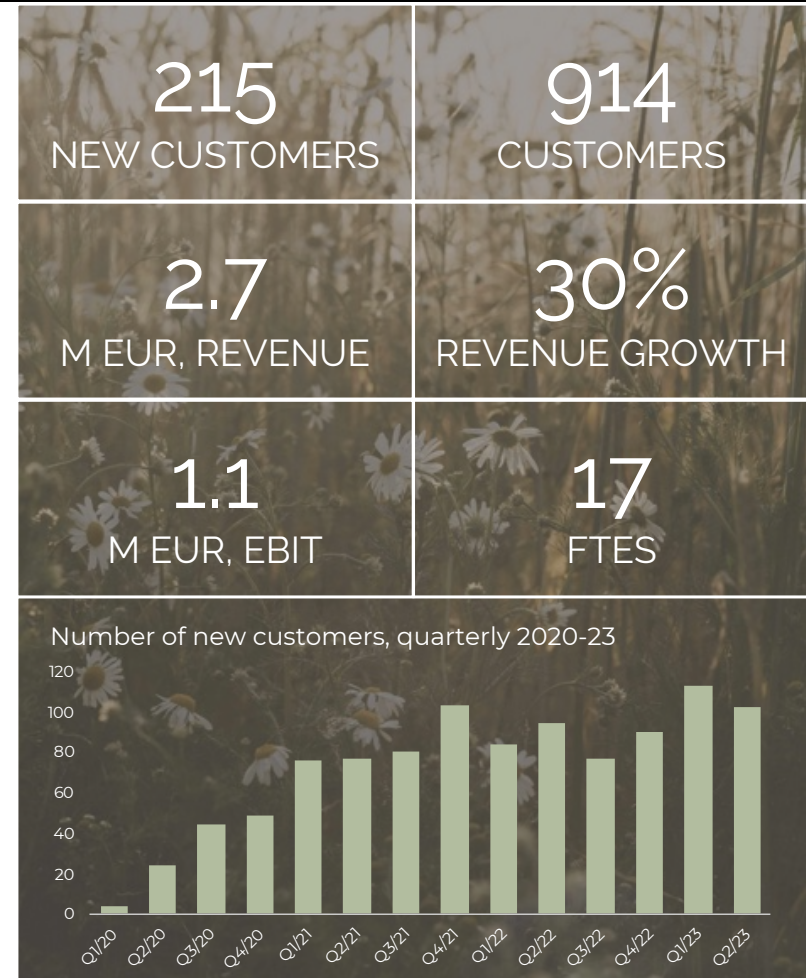 215
NEW CUSTOMERS
914
CUSTOMERS
2.7
M EUR, REVENUE
30%
REVENUE GROWTH
1.1
M EUR, EBIT
17
FTES
Number of new customers, quarterly 2020-23
120
100
80
60
40
20
0
Q1/20
Q2/20
Q3/20
Q4/20
Q1/21
Q2/21
Q3/21
Q4/21
Q1/22
Q2/22
Q3/22
Q4/22
Q1/23
Q2/23